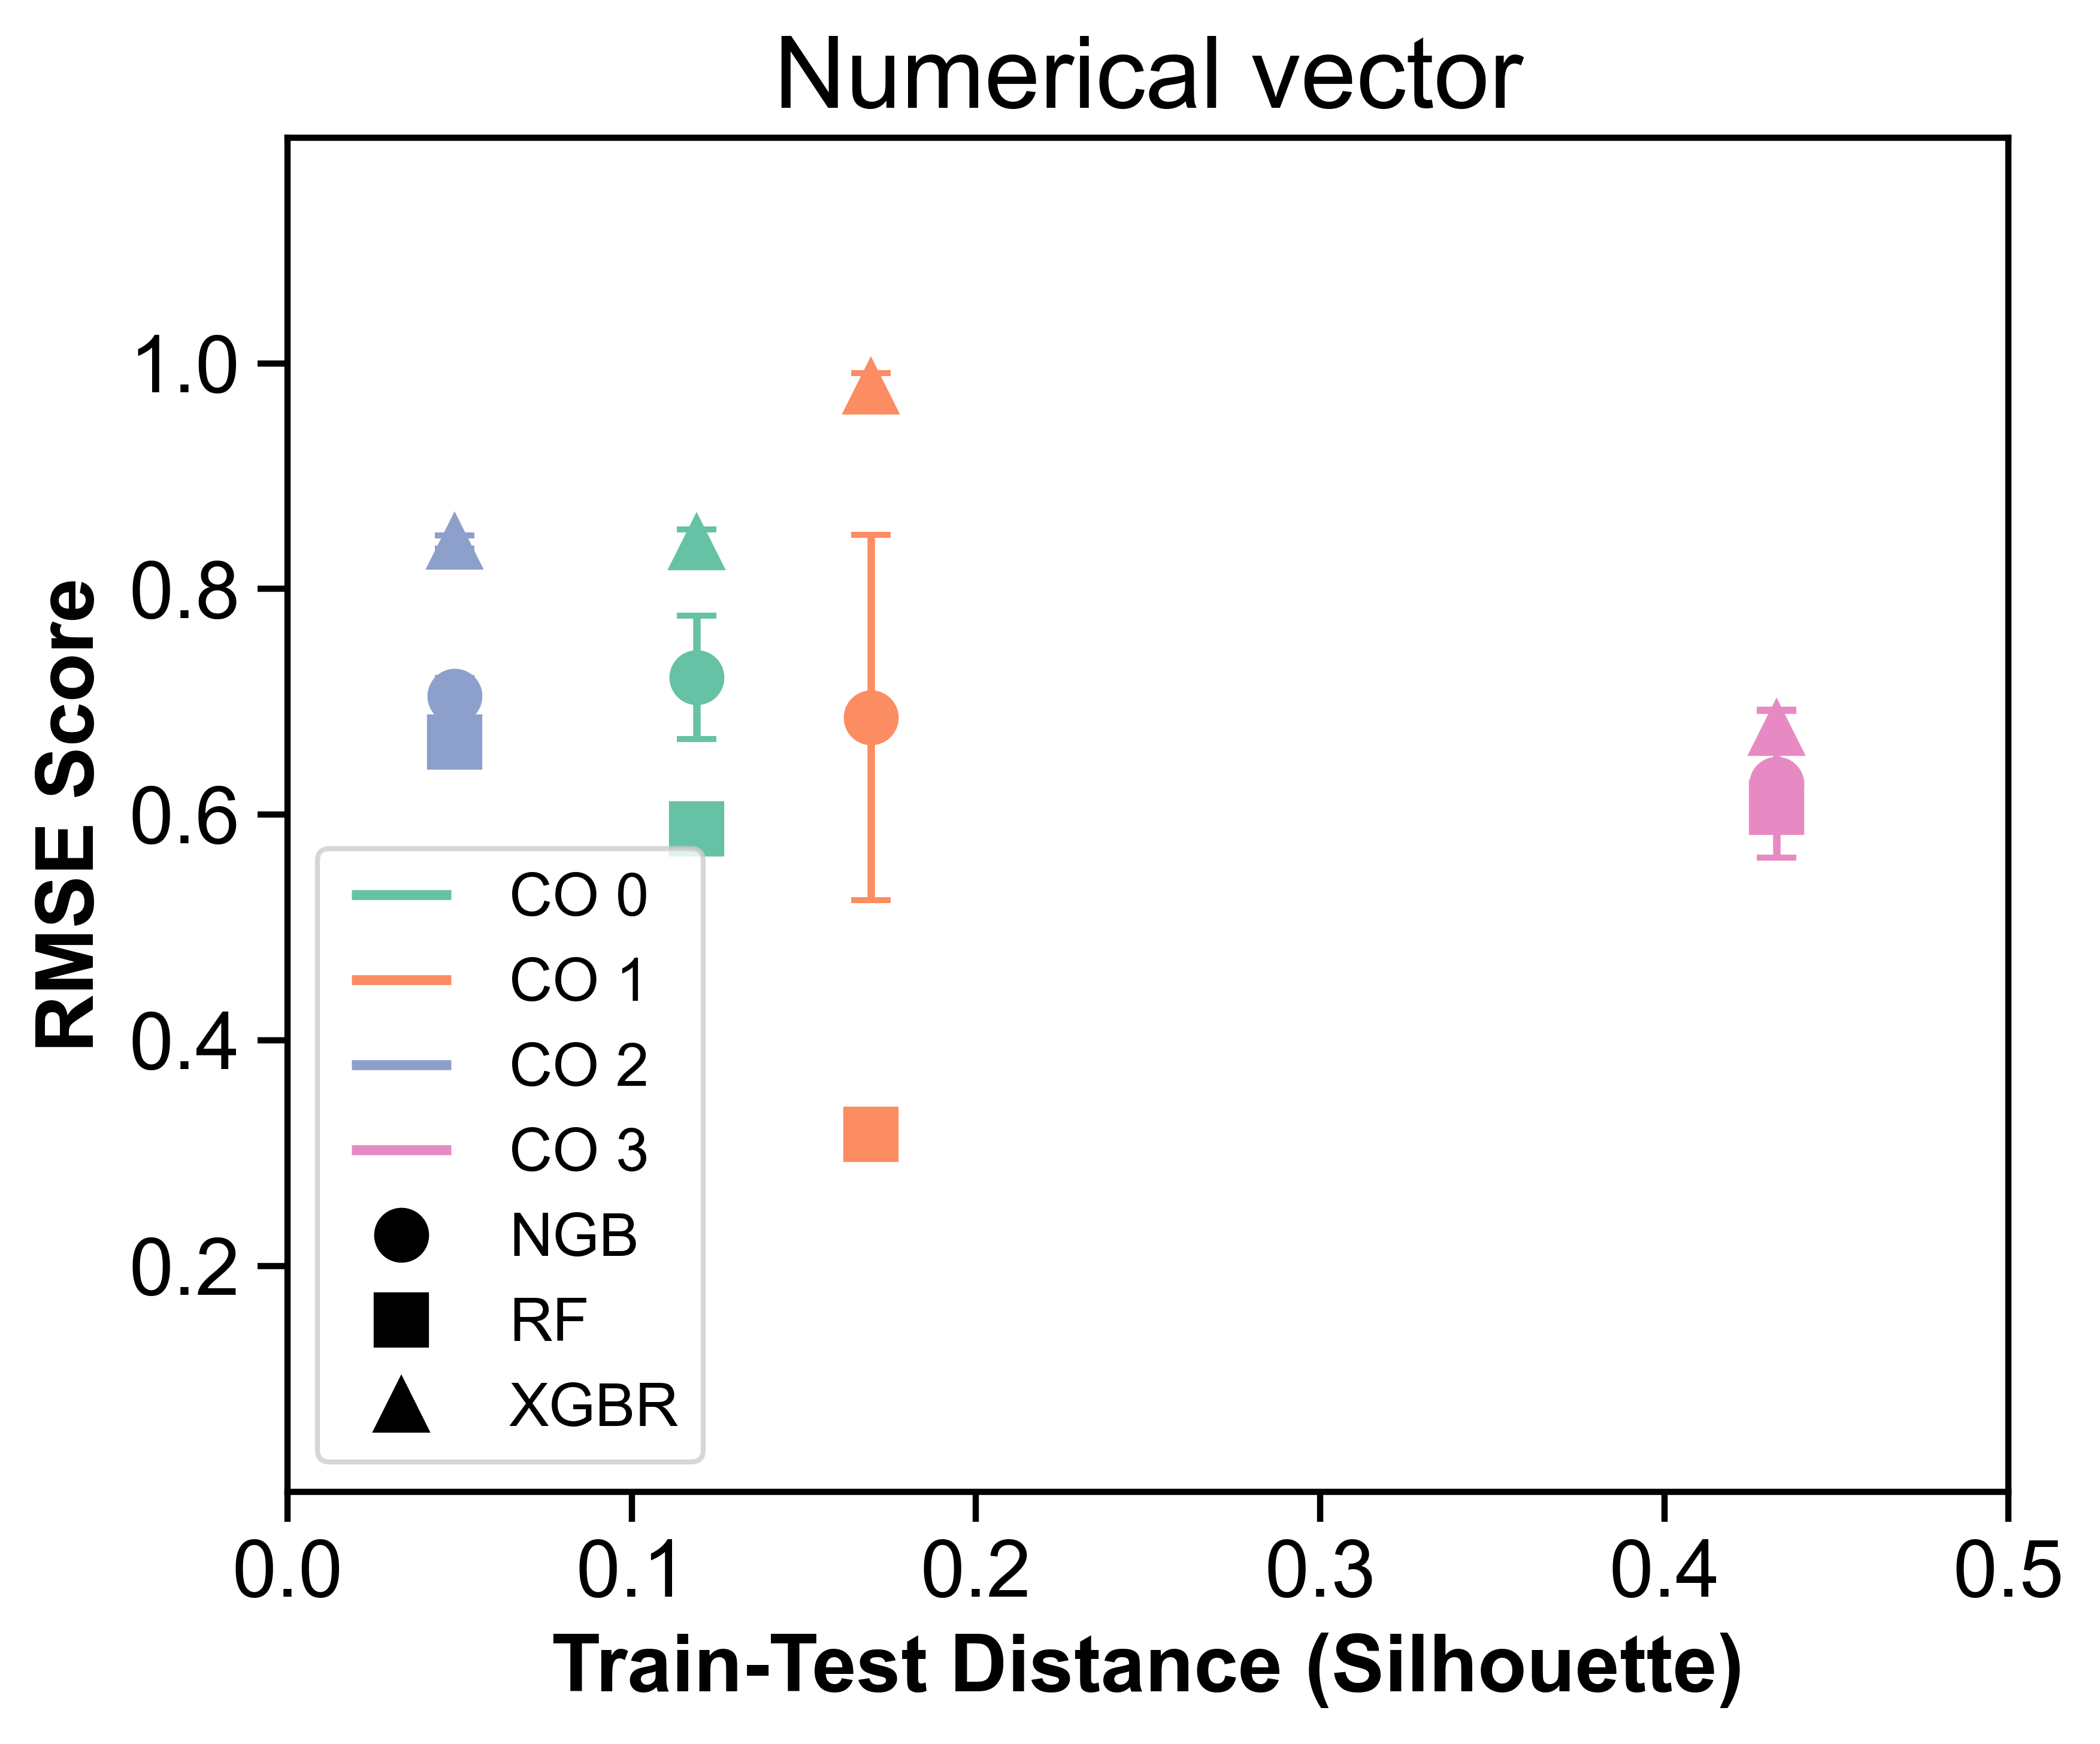 Numerical vector
RMSE Score
1.0
0.8
0.6
0.4
0.2
CO 0
CO 1
CO 2
CO 3
NGB
RF
XGBR
0.0 0.1 0.2 0.3 0.4 0.5
Train-Test Distance (Silhouette)